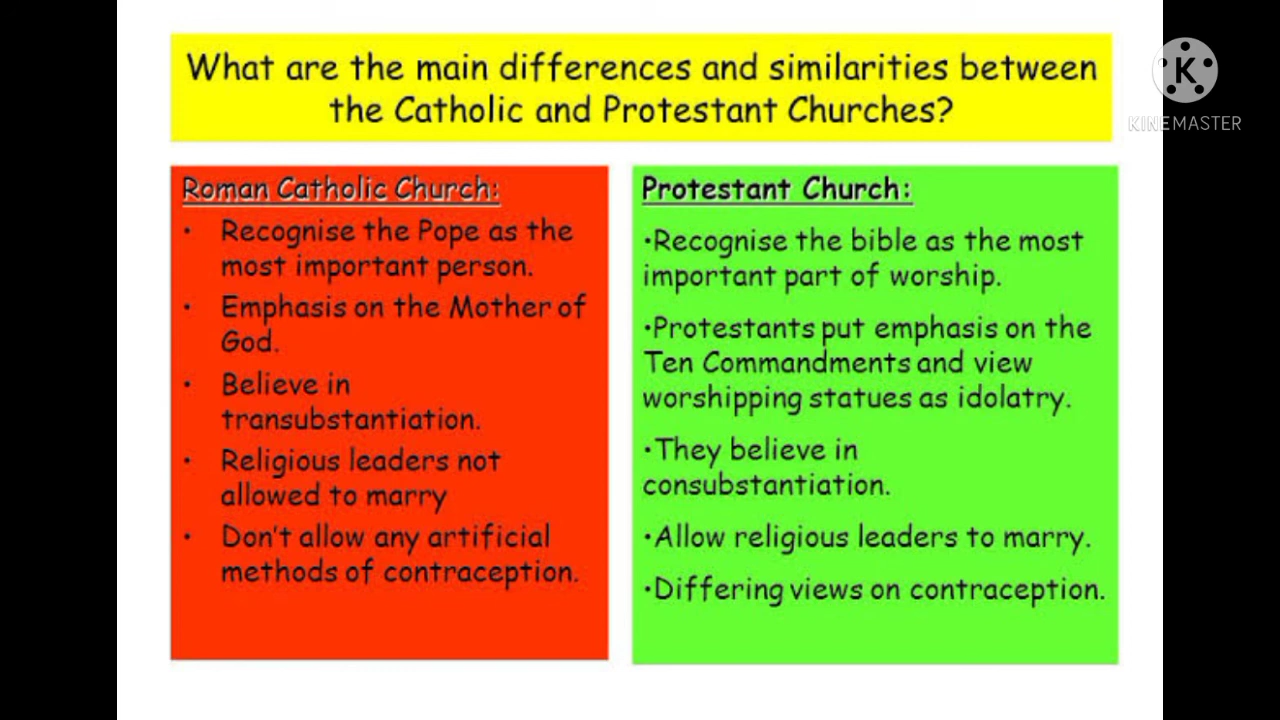 What are the main differences and similarities between
the Catholic and Protestant Churches?
K
KINEMASTER
Roman Catholic Church:
• Recognise the Pope as the
most important person.
• Emphasis on the Mother of
God.
• Believe in
transubstantiation.
• Religious leaders not
allowed to marry
• Don't allow any artificial
methods of contraception.
Protestant Church:
•Recognise the bible as the most
important part of worship.
•Protestants put emphasis on the
Ten Commandments and view
worshipping statues as idolatry.
•They believe in
consubstantiation.
•Allow religious leaders to marry.
•Differing views on contraception.